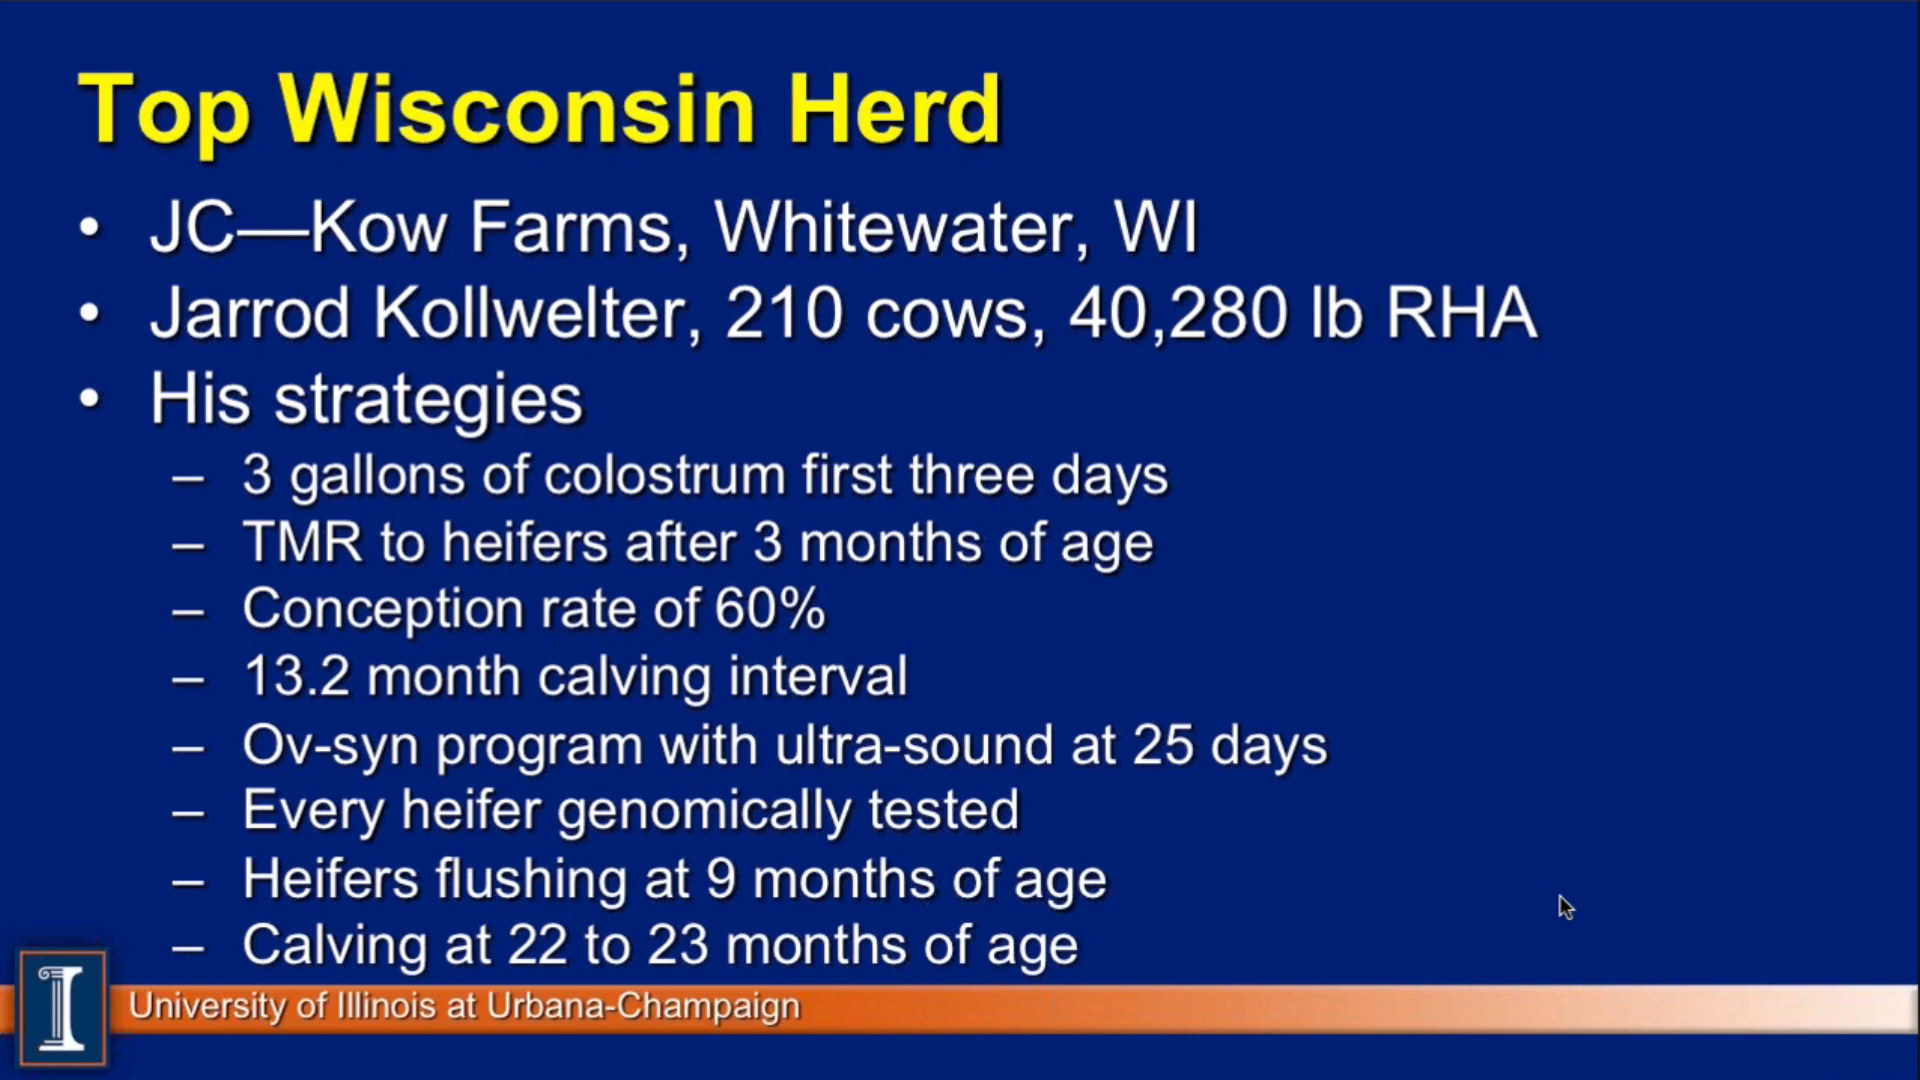 Top Wisconsin Herd
• JC—Kow Farms, Whitewater, WI
• Jarrod Kollwelter, 210 cows, 40,280 lb RHA
• His strategies
– 3 gallons of colostrum first three days
– TMR to heifers after 3 months of age
– Conception rate of 60%
– 13.2 month calving interval
– Ov-syn program with ultra-sound at 25 days
– Every heifer genomically tested
– Heifers flushing at 9 months of age
– Calving at 22 to 23 months of age
I University of Illinois at Urbana-Champaign